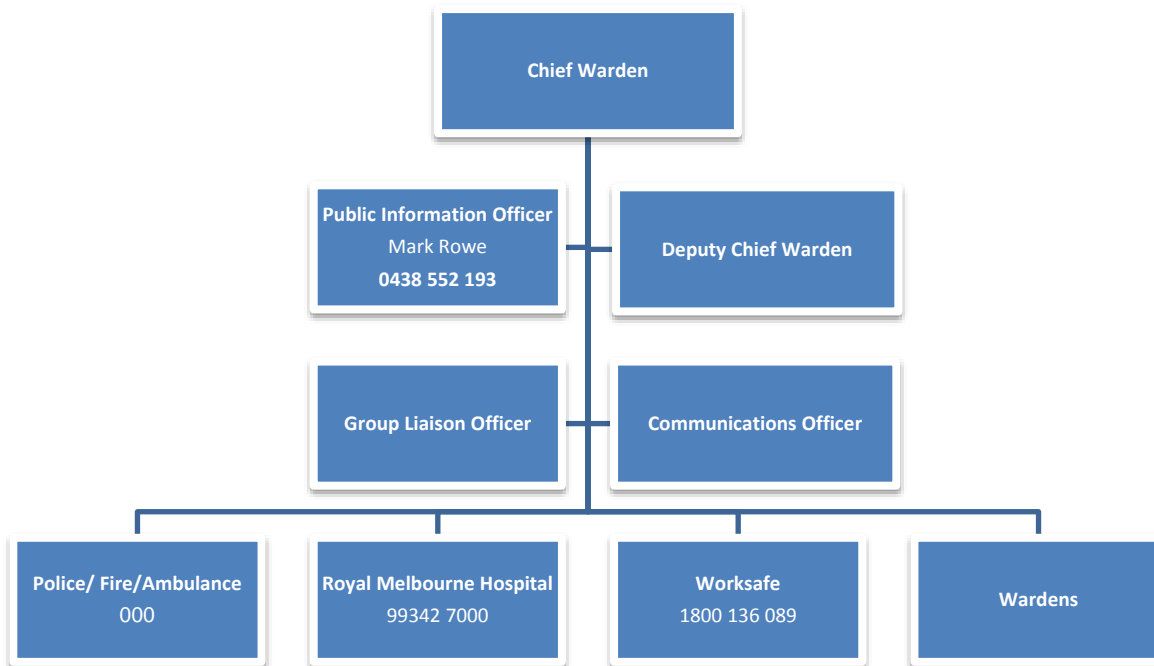 Chief Warden
Public Information Officer
Mark Rowe
0438 552 193
Deputy Chief Warden
Group Liaison Officer
Communications Officer
Police/ Fire/Ambulance
000
Royal Melbourne Hospital
99342 7000
Worksafe
1800 136 089
Wardens